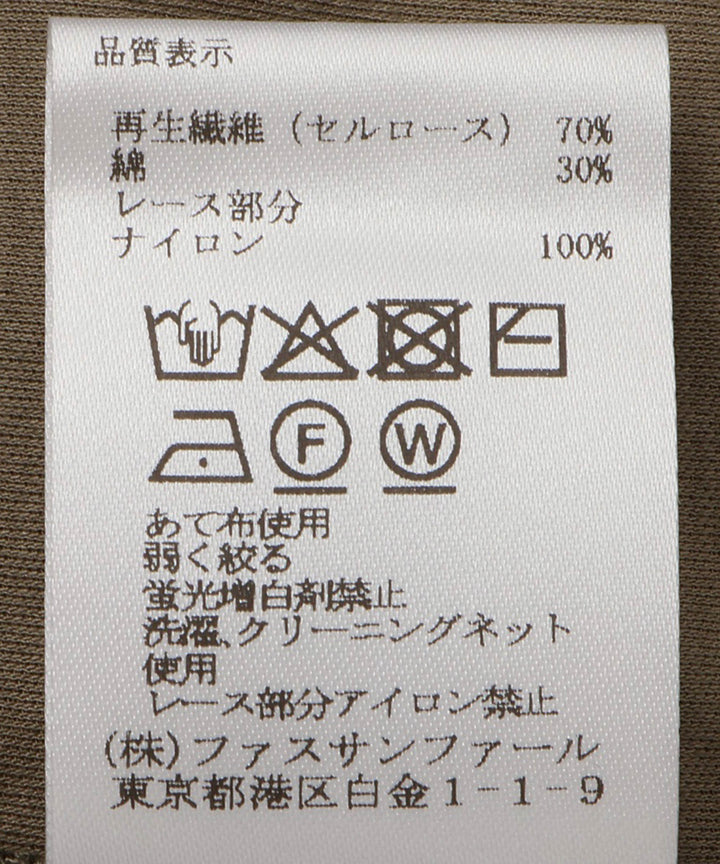 品質表示
再生繊維 (セルロース) 70%
綿 30%
レース部分
ナイロン 100%
F W
あて布使用
弱く絞る
蛍光増白剤禁止
洗濯、クリーニングネット
使用
レース部分アイロン禁止
(株)ファスサンファール
東京都港区白金1-1-9